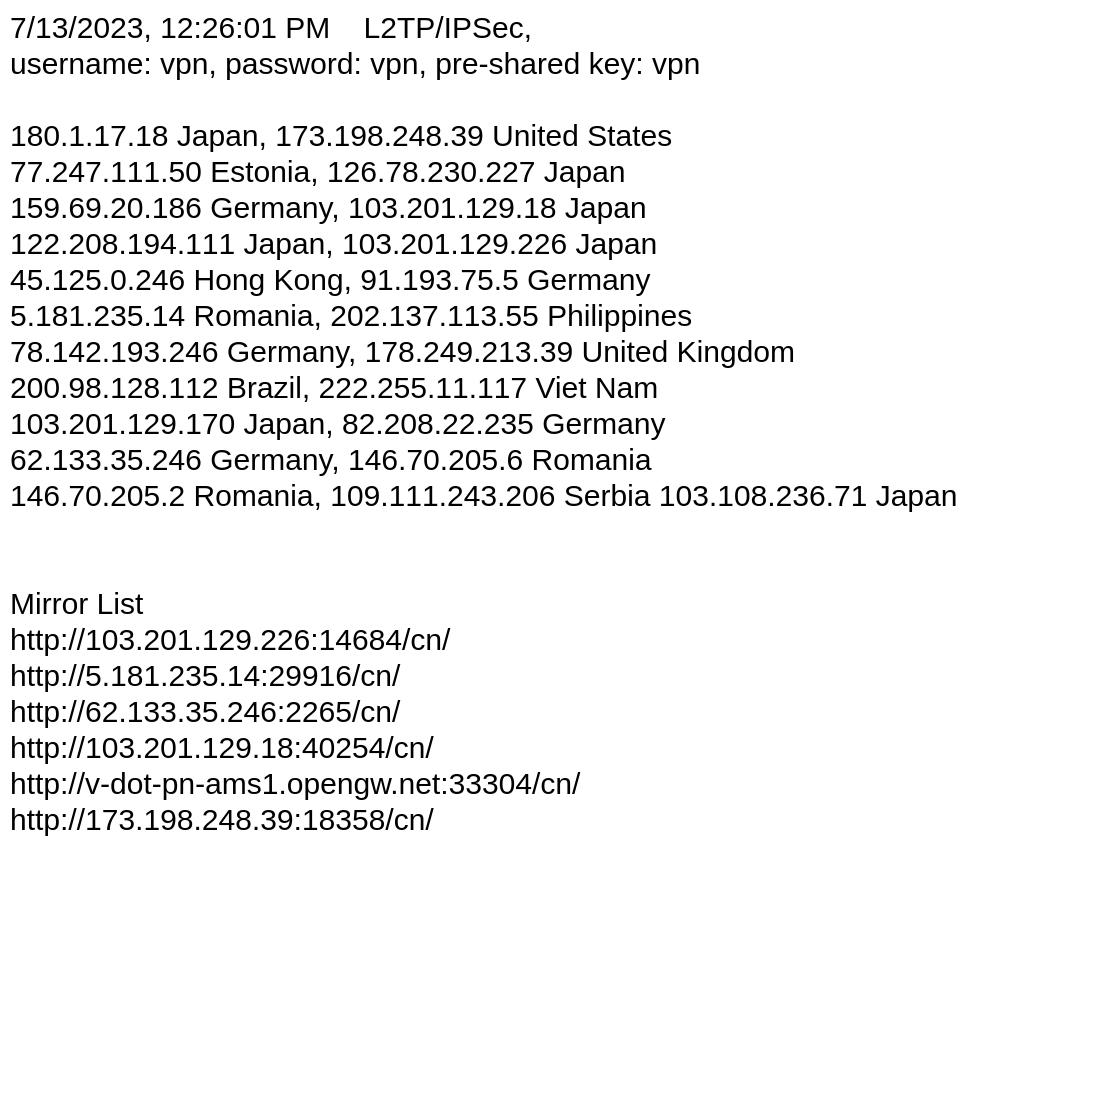 7/13/2023, 12:26:01 PM    L2TP/IPSec,
username: vpn, password: vpn, pre-shared key: vpn
180.1.17.18 Japan, 173.198.248.39 United States
77.247.111.50 Estonia, 126.78.230.227 Japan
159.69.20.186 Germany, 103.201.129.18 Japan
122.208.194.111 Japan, 103.201.129.226 Japan
45.125.0.246 Hong Kong, 91.193.75.5 Germany
5.181.235.14 Romania, 202.137.113.55 Philippines
78.142.193.246 Germany, 178.249.213.39 United Kingdom
200.98.128.112 Brazil, 222.255.11.117 Viet Nam
103.201.129.170 Japan, 82.208.22.235 Germany
62.133.35.246 Germany, 146.70.205.6 Romania
146.70.205.2 Romania, 109.111.243.206 Serbia 103.108.236.71 Japan
Mirror List
http://103.201.129.226:14684/cn/
http://5.181.235.14:29916/cn/
http://62.133.35.246:2265/cn/
http://103.201.129.18:40254/cn/
http://v-dot-pn-ams1.opengw.net:33304/cn/
http://173.198.248.39:18358/cn/